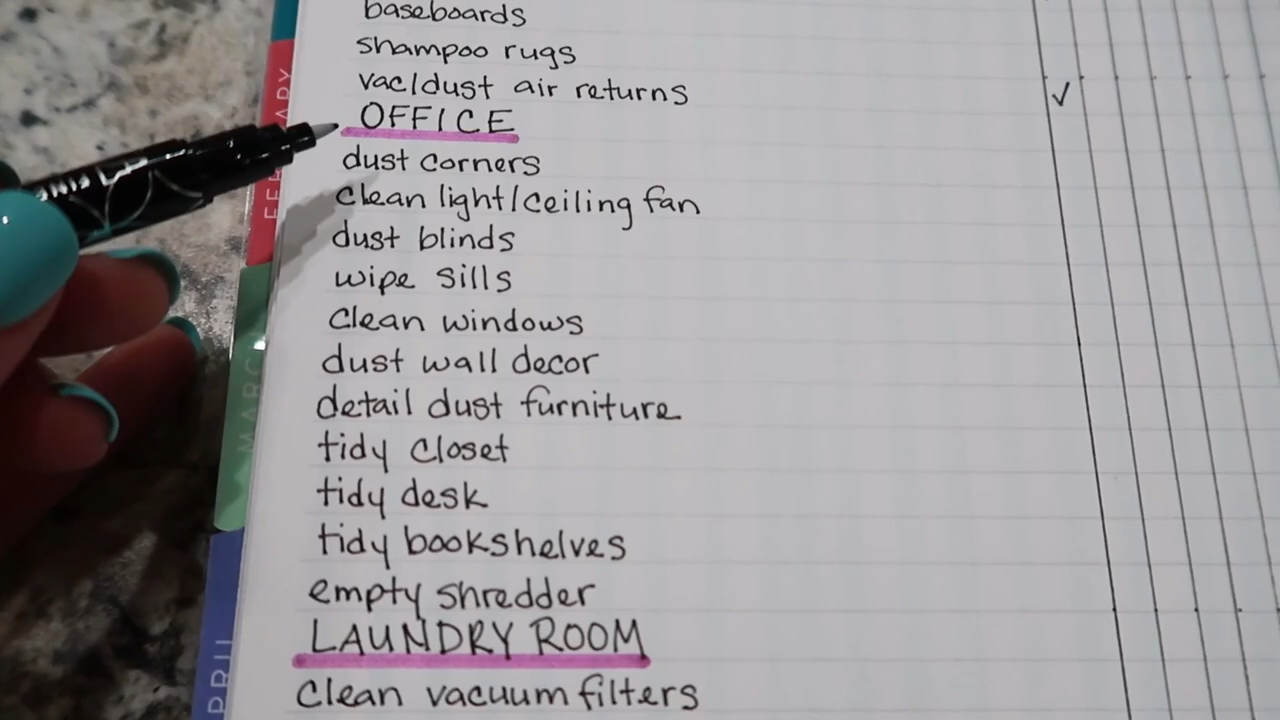 baseboards
shampoo rugs
vac/dust air returns
OFFICE
dust corners
clean light/ceiling fan
dust blinds
wipe sills
clean windows
dust wall decor
detail dust furniture
tidy closet
tidy desk
tidy bookshelves
empty shredder
LAUNDRY ROOM
clean vacuum filters